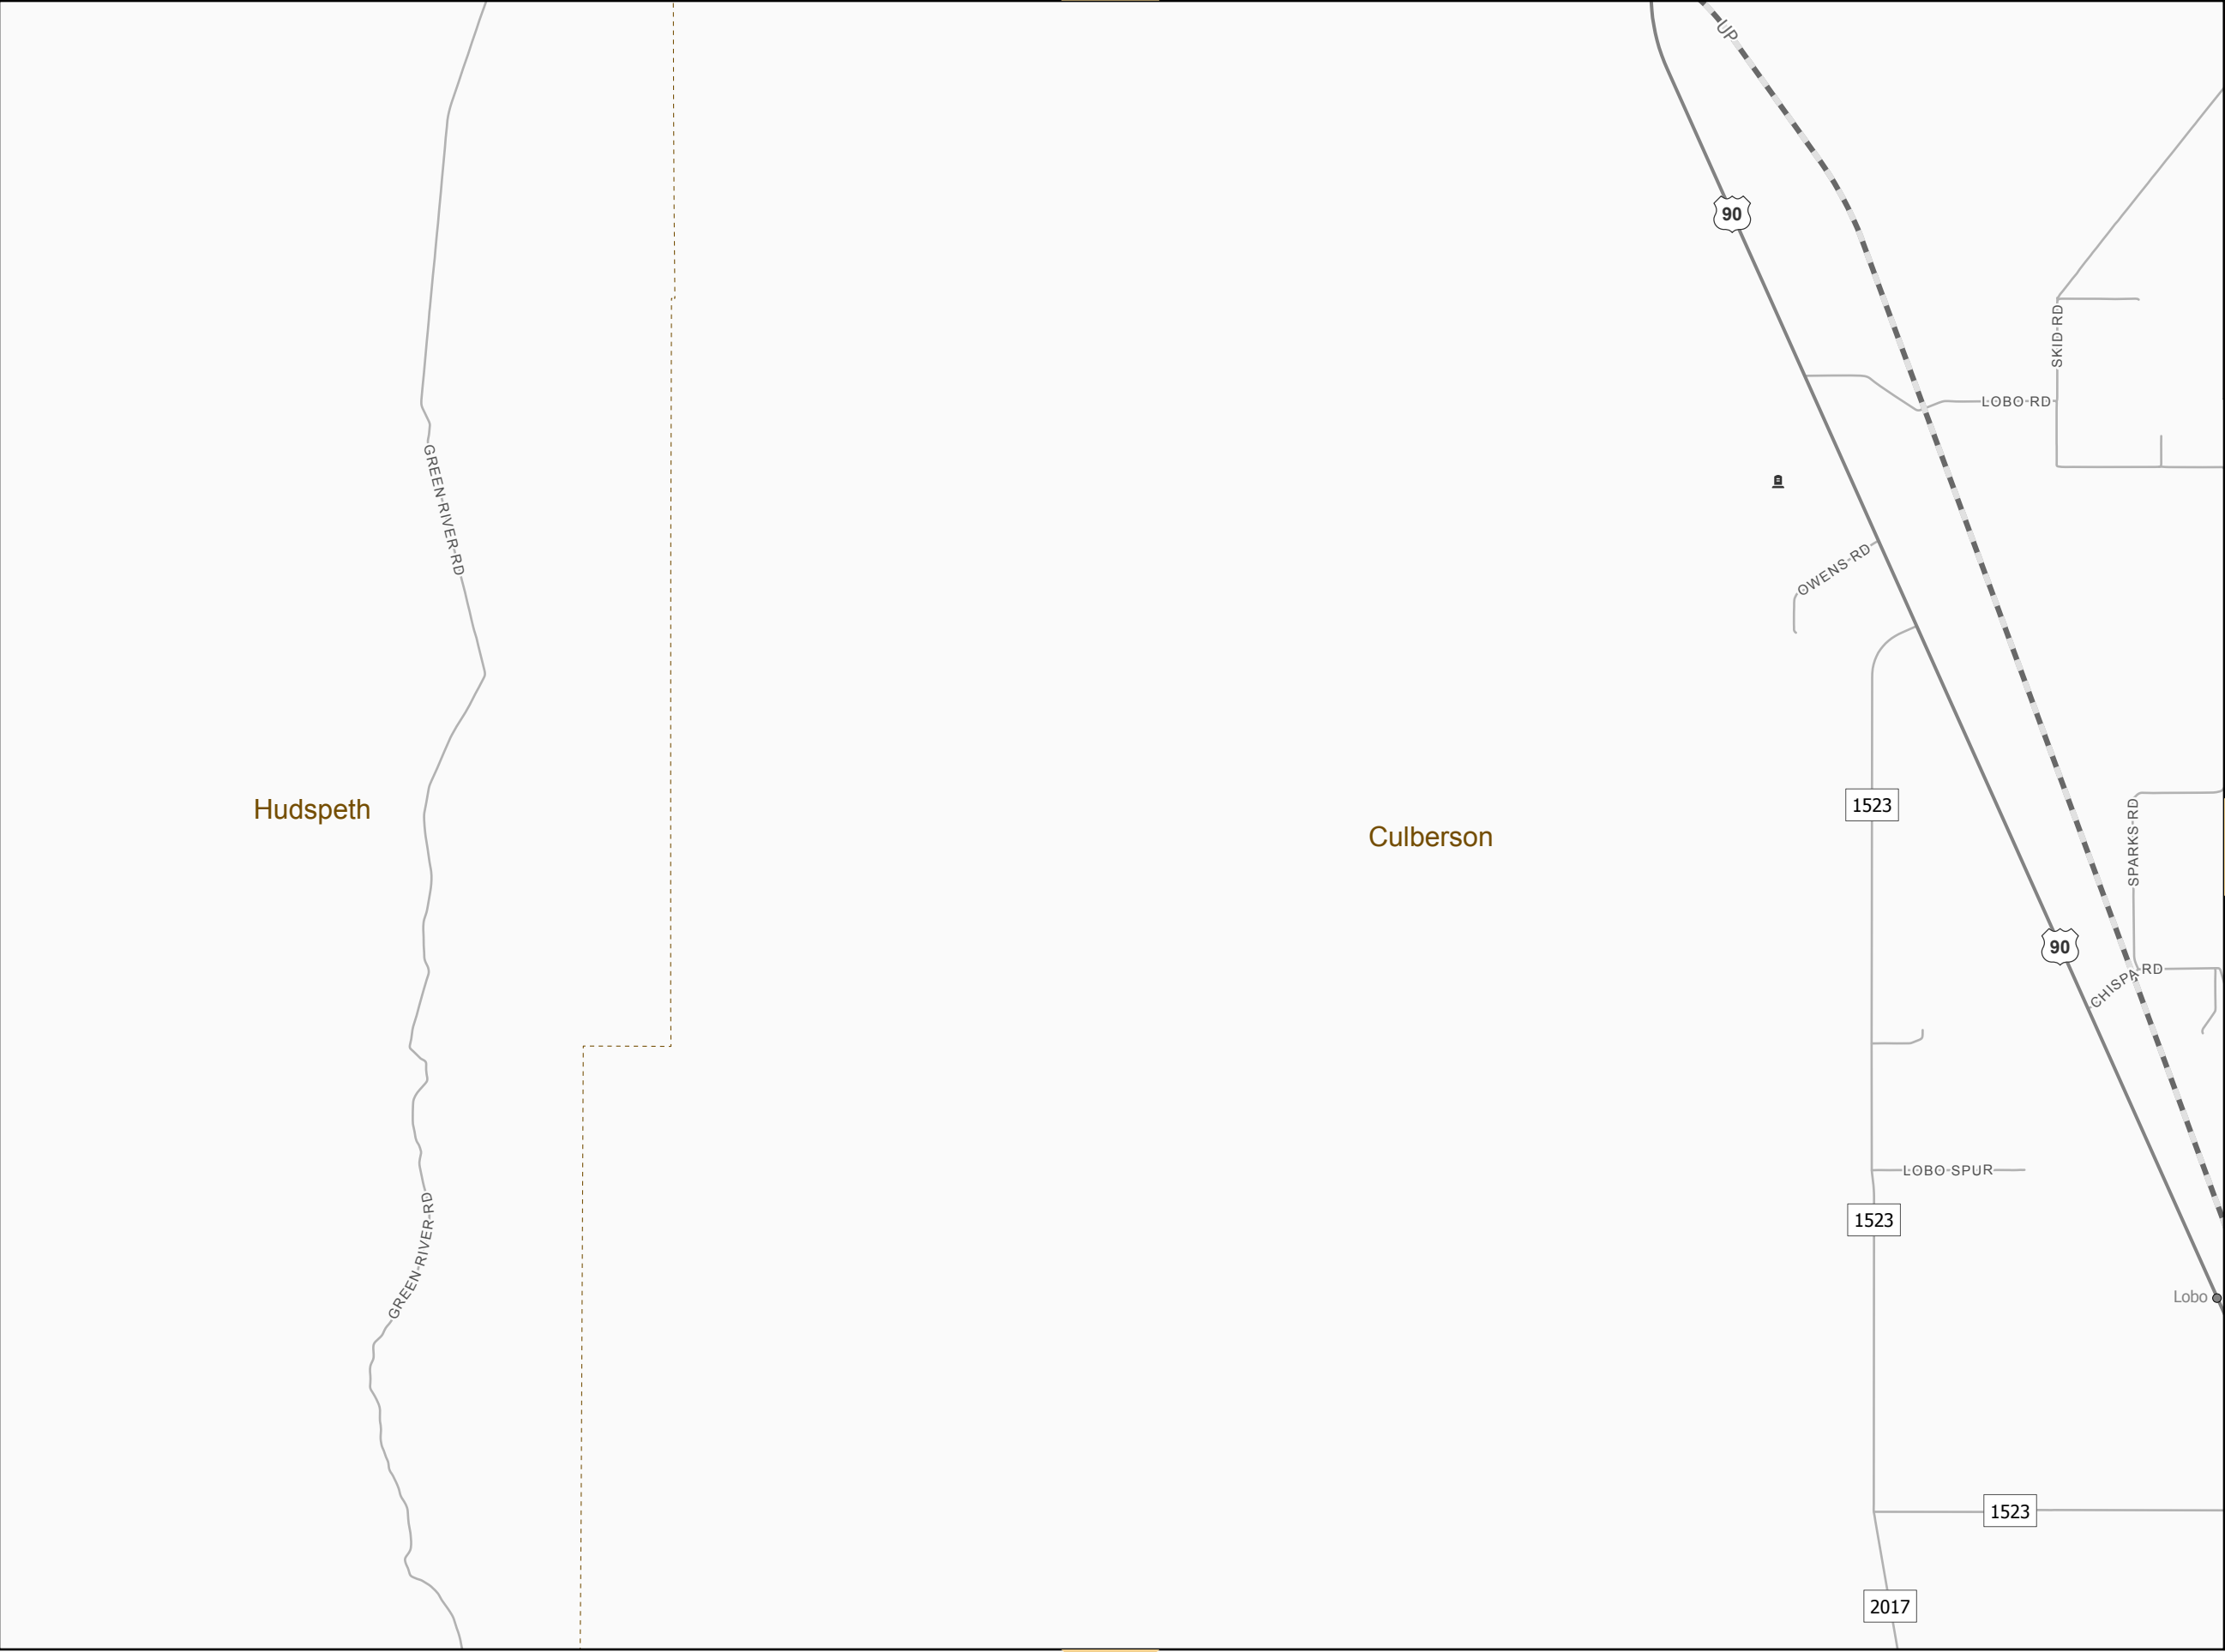 UP
90
SKID RD
LOBO RD
GREEN RIVER RD
OWENS RD
1523
Hudspeth
Culberson
SPARKS RD
90
CHISPA RD
LOBO SPUR
1523
GREEN RIVER RD
Lobo
1523
2017